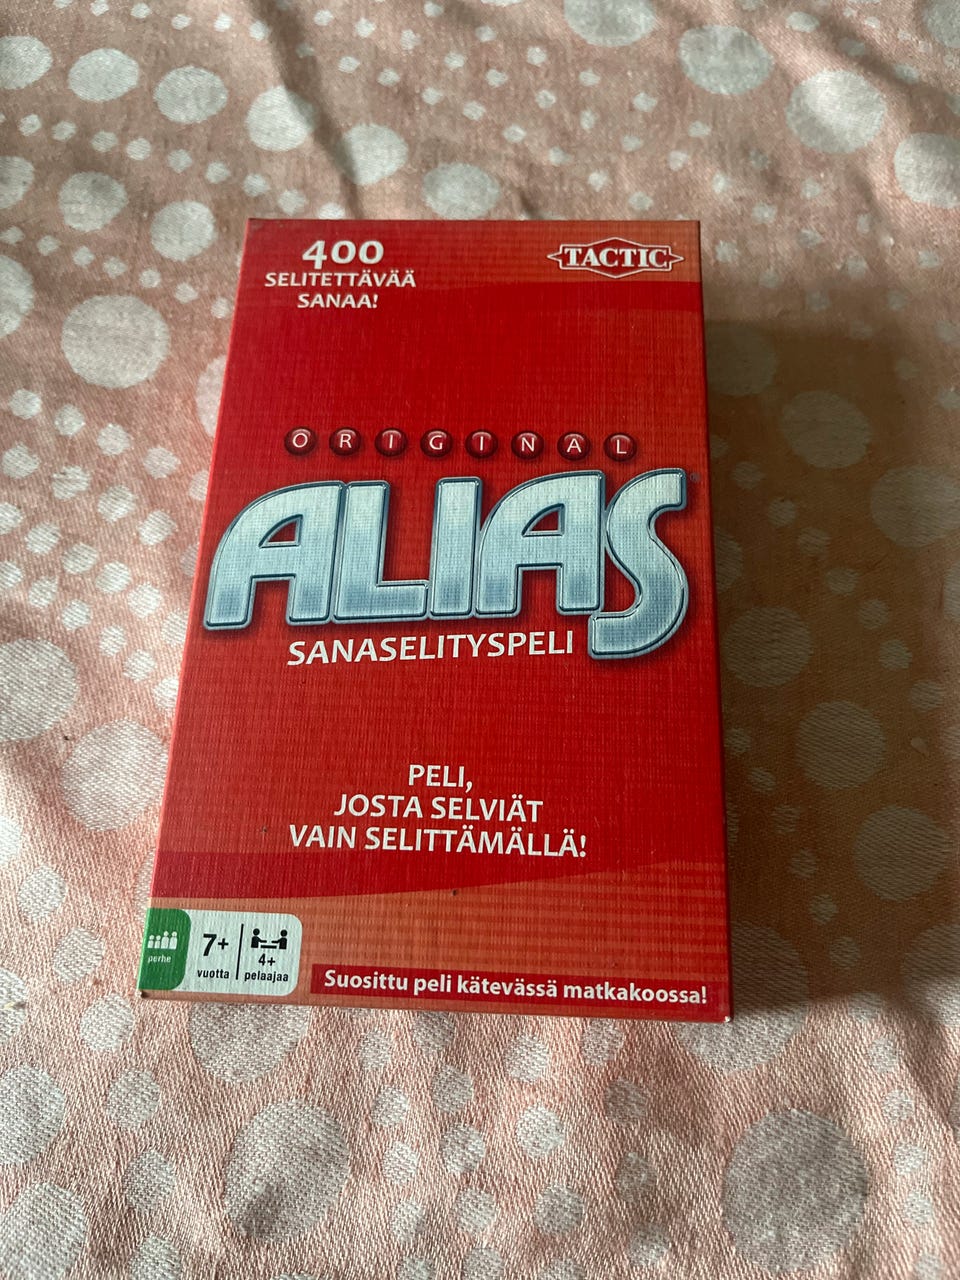 400
SELITETTÄVÄÄ
SANAA!
TACTIC
ORIGINAL
ALIAS®
SANASELITYSPELI
PELI,
JOSTA SELVIÄT
VAIN SELITTÄMÄLLÄ!
perhe
7+
vuotta
4+
pelaajaa
Suosittu peli kätevässä matkakoossa!